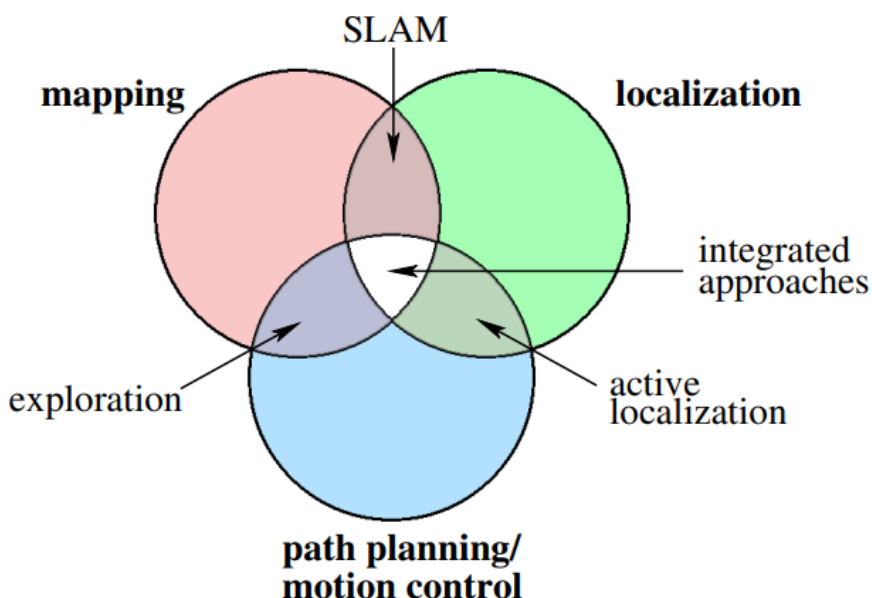 SLAM
mapping
localization
integrated
approaches
exploration
active
localization
path planning/
motion control